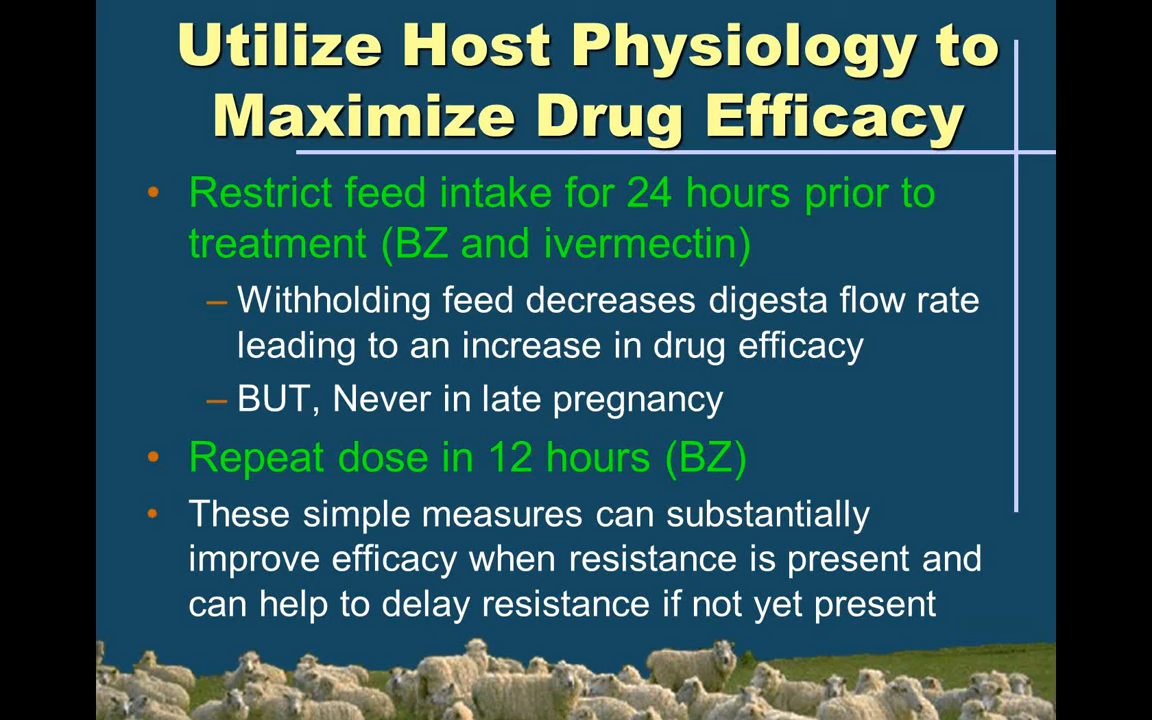 Utilize Host Physiology to
Maximize Drug Efficacy
• Restrict feed intake for 24 hours prior to
treatment (BZ and ivermectin)
– Withholding feed decreases digesta flow rate
leading to an increase in drug efficacy
– BUT, Never in late pregnancy
• Repeat dose in 12 hours (BZ)
• These simple measures can substantially
improve efficacy when resistance is present and
can help to delay resistance if not yet present